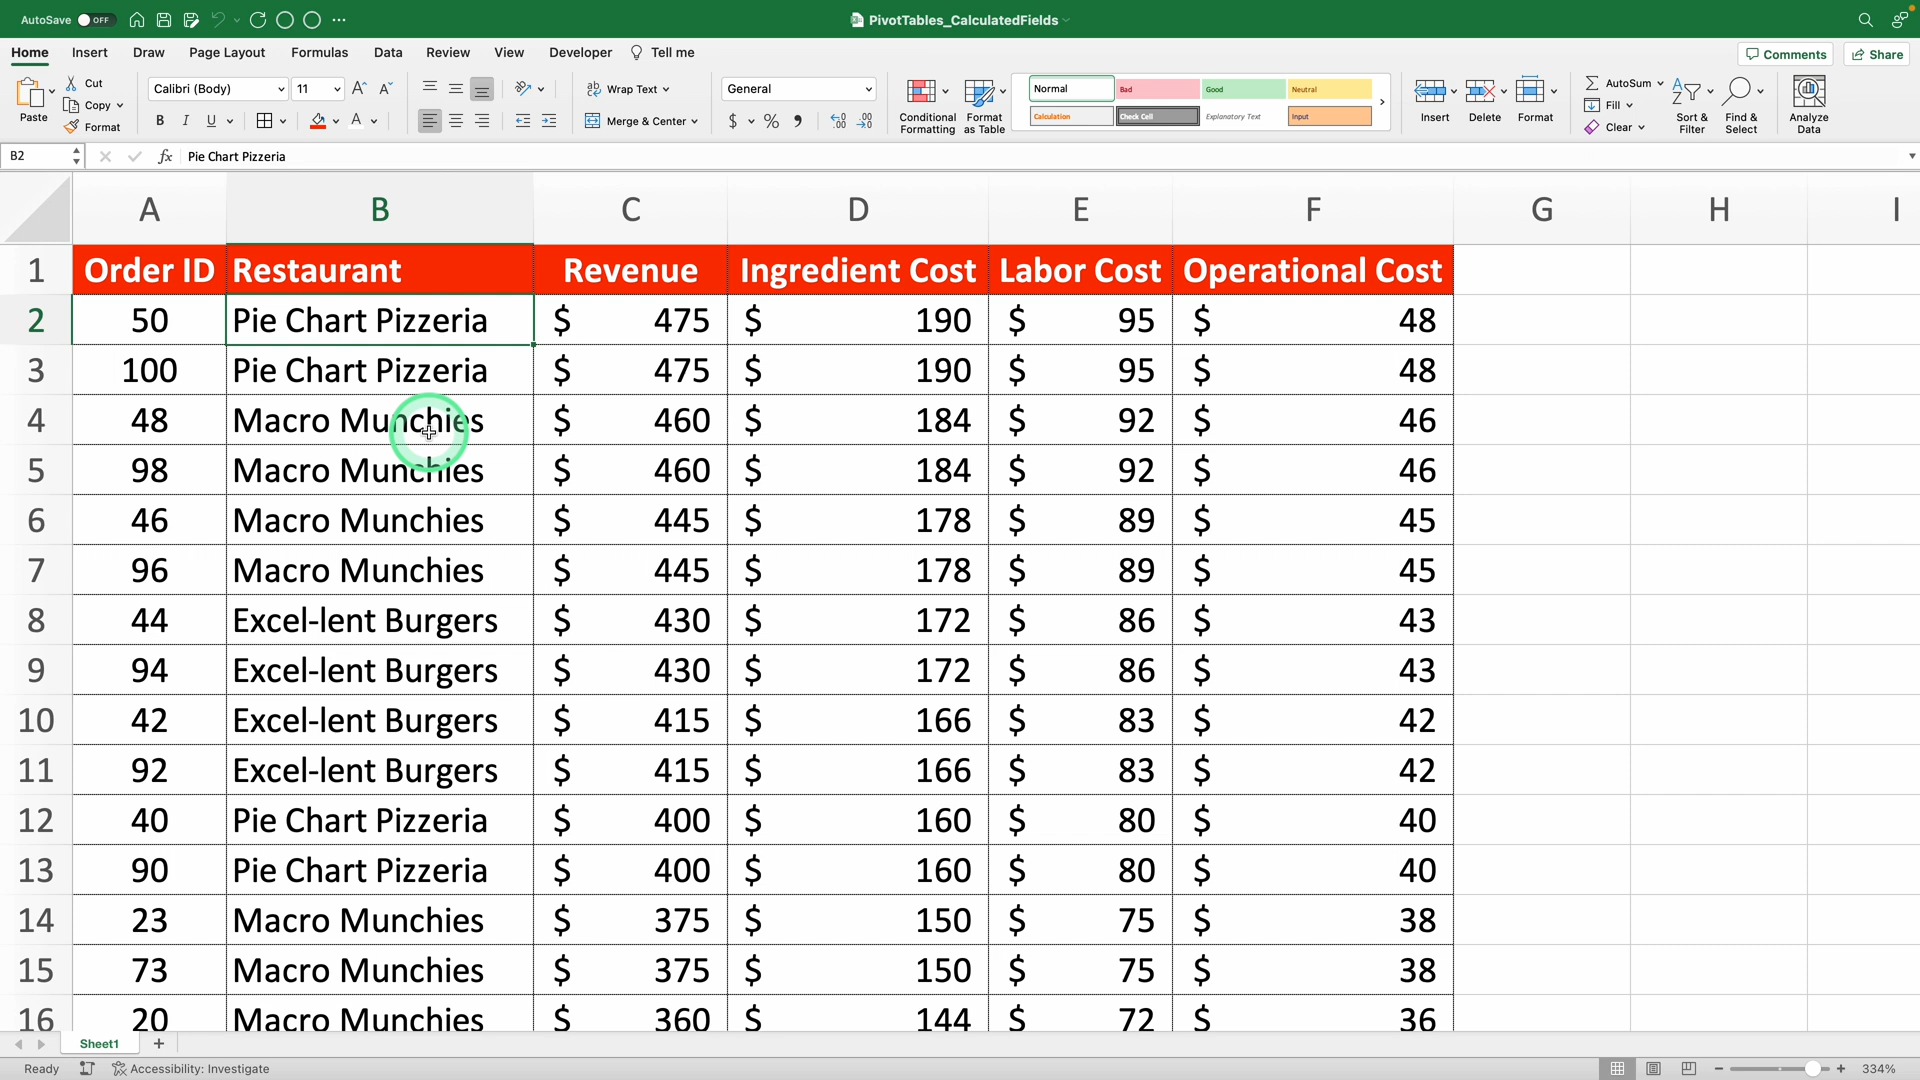 AutoSave OFF PivotTables_CalculatedFields
Home Insert Draw Page Layout Formulas Data Review View Developer Tell me Comments Share
Paste Cut Copy Format
Calibri (Body) 11
B I U A
Wrap Text
Merge & Center
General
$ %
Conditional Formatting
Format as Table
Normal Bad Good Neutral
Calculation Check Cell Explanatory Text Input
Insert Delete Format
AutoSum
Fill
Clear
Sort & Filter
Find & Select
Analyze Data
B2 fx Pie Chart Pizzeria
A B C D E F G H I
1 Order ID Restaurant Revenue Ingredient Cost Labor Cost Operational Cost
2 50 Pie Chart Pizzeria $ 475 $ 190 $ 95 $ 48
3 100 Pie Chart Pizzeria $ 475 $ 190 $ 95 $ 48
4 48 Macro Munchies $ 460 $ 184 $ 92 $ 46
5 98 Macro Munchies $ 460 $ 184 $ 92 $ 46
6 46 Macro Munchies $ 445 $ 178 $ 89 $ 45
7 96 Macro Munchies $ 445 $ 178 $ 89 $ 45
8 44 Excel-lent Burgers $ 430 $ 172 $ 86 $ 43
9 94 Excel-lent Burgers $ 430 $ 172 $ 86 $ 43
10 42 Excel-lent Burgers $ 415 $ 166 $ 83 $ 42
11 92 Excel-lent Burgers $ 415 $ 166 $ 83 $ 42
12 40 Pie Chart Pizzeria $ 400 $ 160 $ 80 $ 40
13 90 Pie Chart Pizzeria $ 400 $ 160 $ 80 $ 40
14 23 Macro Munchies $ 375 $ 150 $ 75 $ 38
15 73 Macro Munchies $ 375 $ 150 $ 75 $ 38
16 20 Macro Munchies $ 360 $ 144 $ 72 $ 36
Sheet1 +
Ready Accessibility: Investigate 334%